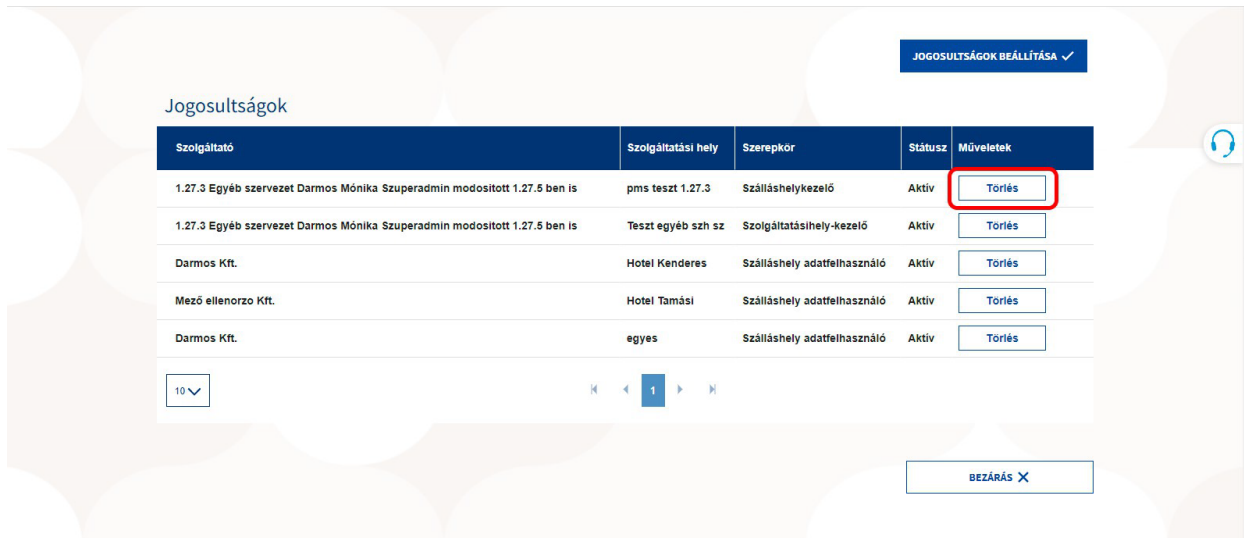 JOGOSULTSÁGOK BEÁLLÍTÁSA
Jogosultságok
Szolgáltató Szolgáltatási hely Szerepkör Státusz Műveletek
1.27.3 Egyéb szervezet Darmos Mónika Szuperadmin modosított 1.27.5 ben is pms teszt 1.27.3 Szálláshelykezelő Aktív Törlés
1.27.3 Egyéb szervezet Darmos Mónika Szuperadmin modosított 1.27.5 ben is Teszt egyéb szh sz Szolgáltatásihely-kezelő Aktív Törlés
Darmos Kft. Hotel Kenderes Szálláshely adatfelhasználó Aktív Törlés
Mező ellenorzo Kft. Hotel Tamási Szálláshely adatfelhasználó Aktív Törlés
Darmos Kft. egyes Szálláshely adatfelhasználó Aktív Törlés
10 1
BEZÁRÁS